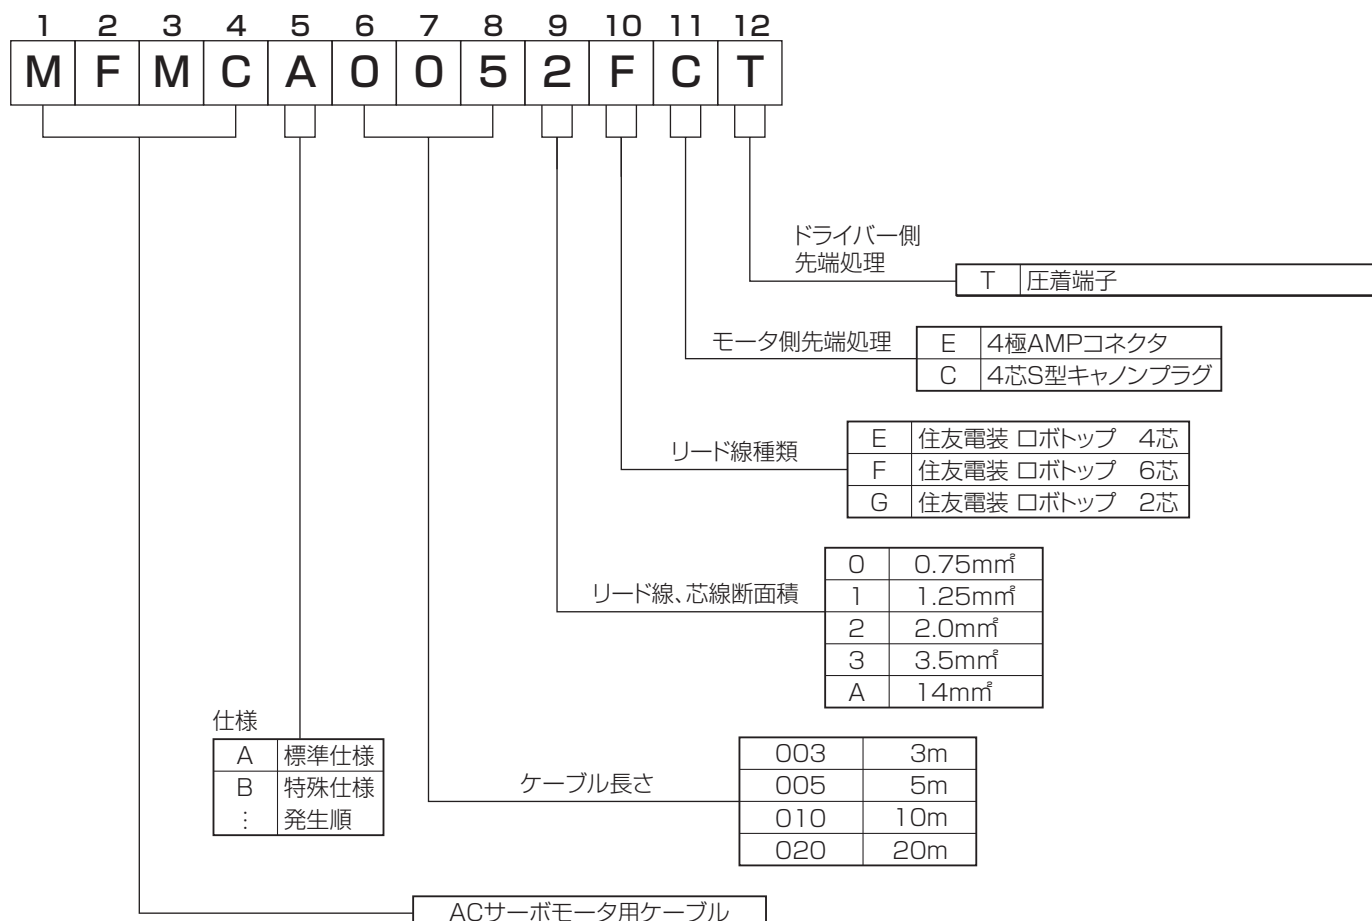 1 2 3 4 5 6 7 8 9 10 11 12
M F M C A 0 0 5 2 F C T
ドライバー側
先端処理
T 圧着端子
モータ側先端処理
E 4極AMPコネクタ
C 4芯S型キャノンプラグ
リード線種類
E 住友電装 ロボトップ 4芯
F 住友電装 ロボトップ 6芯
G 住友電装 ロボトップ 2芯
リード線、芯線断面積
0 0.75m㎡
1 1.25m㎡
2 2.0m㎡
3 3.5m㎡
A 14m㎡
仕様
A 標準仕様
B 特殊仕様
⋮ 発生順
ケーブル長さ
003 3m
005 5m
010 10m
020 20m
ACサーボモータ用ケーブル